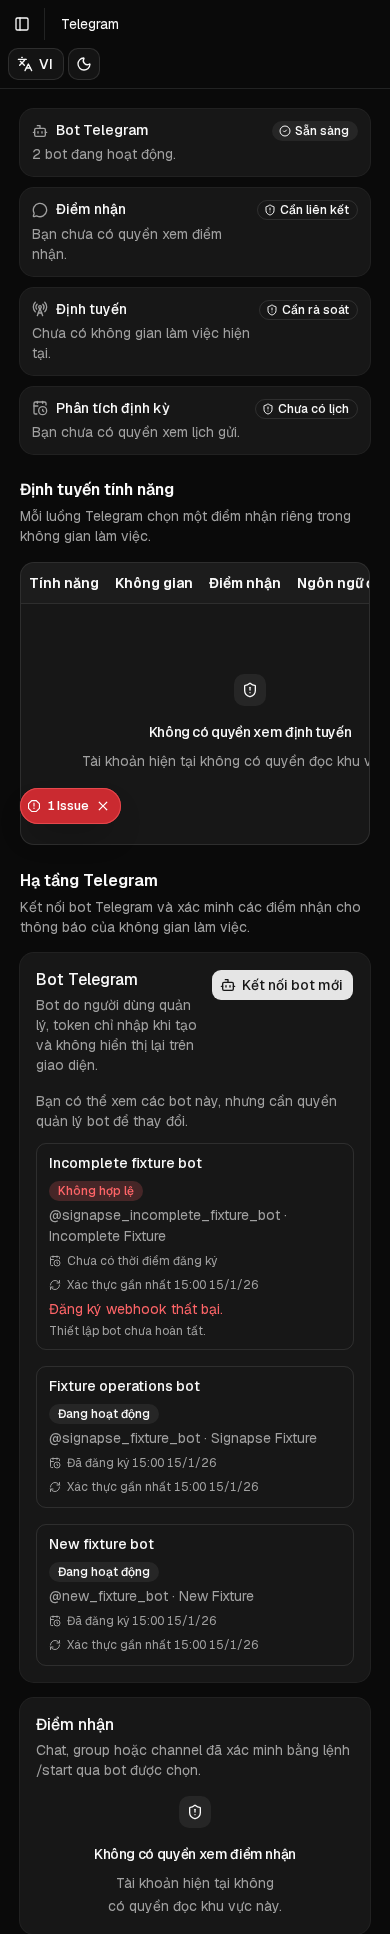 Telegram
VI
Bot Telegram
Sẵn sàng
2 bot đang hoạt động.
Điểm nhận
Cần liên kết
Bạn chưa có quyền xem điểm
nhận.
Định tuyến
Cần rà soát
Chưa có không gian làm việc hiện
tại.
Phân tích định kỳ
Chưa có lịch
Bạn chưa có quyền xem lịch gửi.
Định tuyến tính năng
Mỗi luồng Telegram chọn một điểm nhận riêng trong
không gian làm việc.
Tính năng Không gian Điểm nhận Ngôn ngữ
Không có quyền xem định tuyến
Tài khoản hiện tại không có quyền đọc khu
1 Issue
Hạ tầng Telegram
Kết nối bot Telegram và xác minh các điểm nhận cho
thông báo của không gian làm việc.
Bot Telegram
Kết nối bot mới
Bot do người dùng quản
lý, token chỉ nhập khi tạo
và không hiển thị lại trên
giao diện.
Bạn có thể xem các bot này, nhưng cần quyền
quản lý bot để thay đổi.
Incomplete fixture bot
Không hợp lệ
@signapse_incomplete_fixture_bot ·
Incomplete Fixture
Chưa có thời điểm đăng ký
Xác thực gần nhất 15:00 15/1/26
Đăng ký webhook thất bại.
Thiết lập bot chưa hoàn tất.
Fixture operations bot
Đang hoạt động
@signapse_fixture_bot · Signapse Fixture
Đã đăng ký 15:00 15/1/26
Xác thực gần nhất 15:00 15/1/26
New fixture bot
Đang hoạt động
@new_fixture_bot · New Fixture
Đã đăng ký 15:00 15/1/26
Xác thực gần nhất 15:00 15/1/26
Điểm nhận
Chat, group hoặc channel đã xác minh bằng lệnh
/start qua bot được chọn.
Không có quyền xem điểm nhận
Tài khoản hiện tại không
có quyền đọc khu vực này.